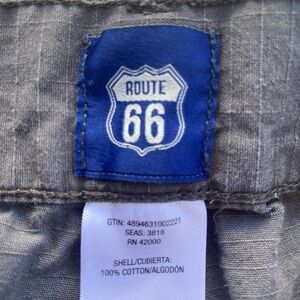 ROUTE
66
GTIN: 4894631002221
SEAS: 3818
RN 42000
SHELL/CUBIERTA:
100% COTTON/ALGODÓN